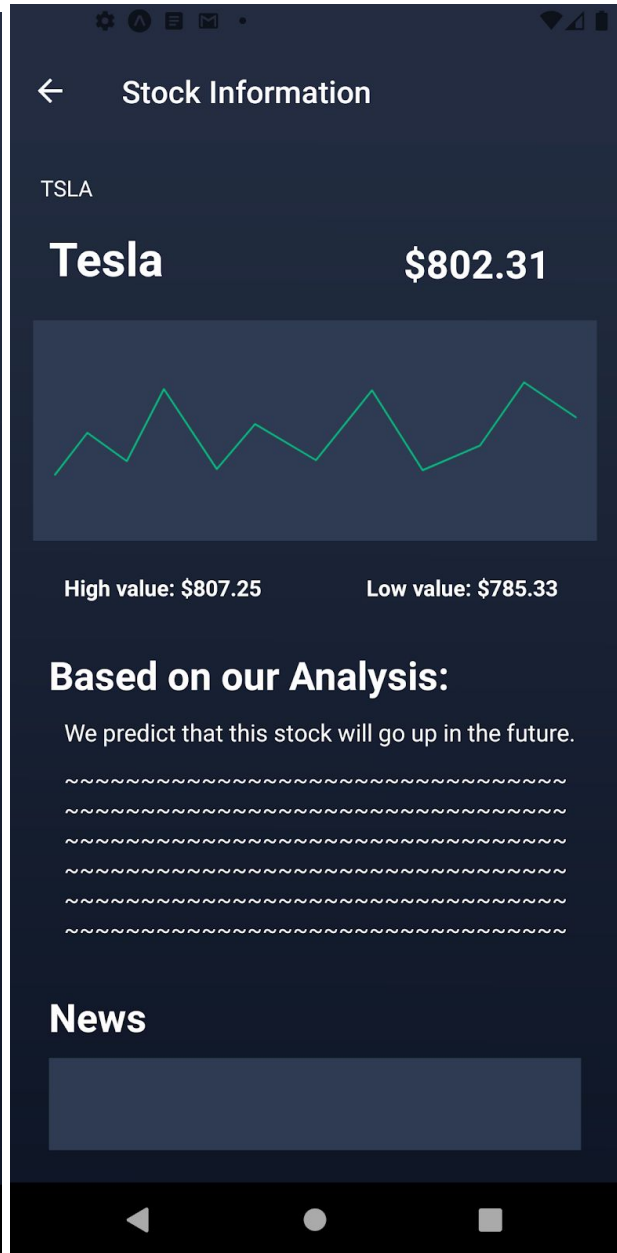 Stock Information
TSLA
Tesla $802.31
High value: $807.25 Low value: $785.33
Based on our Analysis:
We predict that this stock will go up in the future.
~~~~~~~~~~~~~~~~~~~~~~~~~~~~~~~~~
~~~~~~~~~~~~~~~~~~~~~~~~~~~~~~~~~
~~~~~~~~~~~~~~~~~~~~~~~~~~~~~~~~~
~~~~~~~~~~~~~~~~~~~~~~~~~~~~~~~~~
~~~~~~~~~~~~~~~~~~~~~~~~~~~~~~~~~
~~~~~~~~~~~~~~~~~~~~~~~~~~~~~~~~~
News